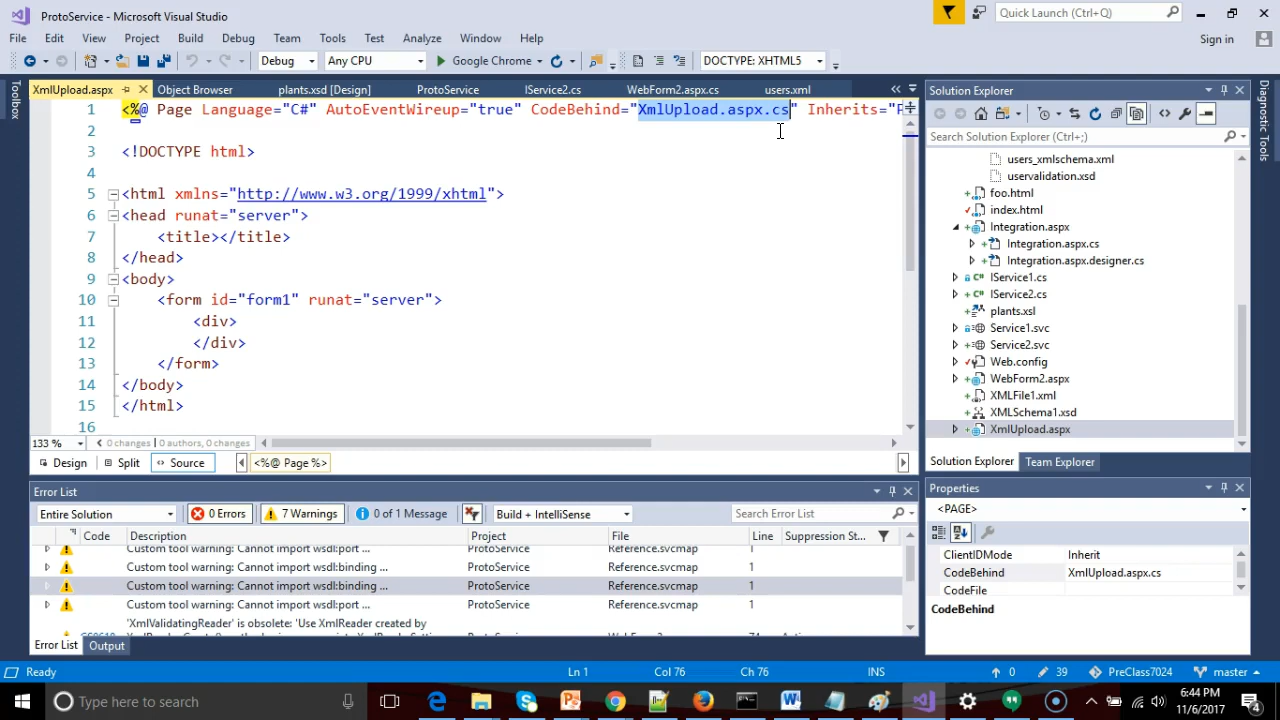 ProtoService - Microsoft Visual Studio
Quick Launch (Ctrl+Q)
File Edit View Project Build Debug Team Tools Test Analyze Window Help
Sign in
Debug Any CPU Google Chrome DOCTYPE: XHTML5
Toolbox
XmlUpload.aspx Object Browser plants.xsd [Design] ProtoService IService2.cs WebForm2.aspx.cs users.xml
1 <%@ Page Language="C#" AutoEventWireup="true" CodeBehind="XmlUpload.aspx.cs" Inherits="
2
3 <!DOCTYPE html>
4
5 <html xmlns="http://www.w3.org/1999/xhtml">
6 <head runat="server">
7 <title></title>
8 </head>
9 <body>
10 <form id="form1" runat="server">
11 <div>
12 </div>
13 </form>
14 </body>
15 </html>
16
133 % 0 changes | 0 authors, 0 changes
Design Split Source <%@ Page %>
Solution Explorer
Search Solution Explorer (Ctrl+;)
users_xmlschema.xml
uservalidation.xsd
foo.html
index.html
Integration.aspx
Integration.aspx.cs
Integration.aspx.designer.cs
IService1.cs
IService2.cs
plants.xsl
Service1.svc
Service2.svc
Web.config
WebForm2.aspx
XMLFile1.xml
XMLSchema1.xsd
XmlUpload.aspx
Solution Explorer Team Explorer
Diagnostic Tools
Error List
Entire Solution 0 Errors 7 Warnings 0 of 1 Message Build + IntelliSense Search Error List
Code Description Project File Line Suppression St...
Custom tool warning: Cannot import wsdl:port ... ProtoService Reference.svcmap 1
Custom tool warning: Cannot import wsdl:binding ... ProtoService Reference.svcmap 1
Custom tool warning: Cannot import wsdl:binding ... ProtoService Reference.svcmap 1
Custom tool warning: Cannot import wsdl:port ... ProtoService Reference.svcmap 1
'XmlValidatingReader' is obsolete: 'Use XmlReader created by
Error List Output
Properties
<PAGE>
ClientIDMode Inherit
CodeBehind XmlUpload.aspx.cs
CodeFile
CodeBehind
Ready Ln 1 Col 76 Ch 76 INS 0 39 PreClass7024 master
Type here to search
6:44 PM
11/6/2017
4